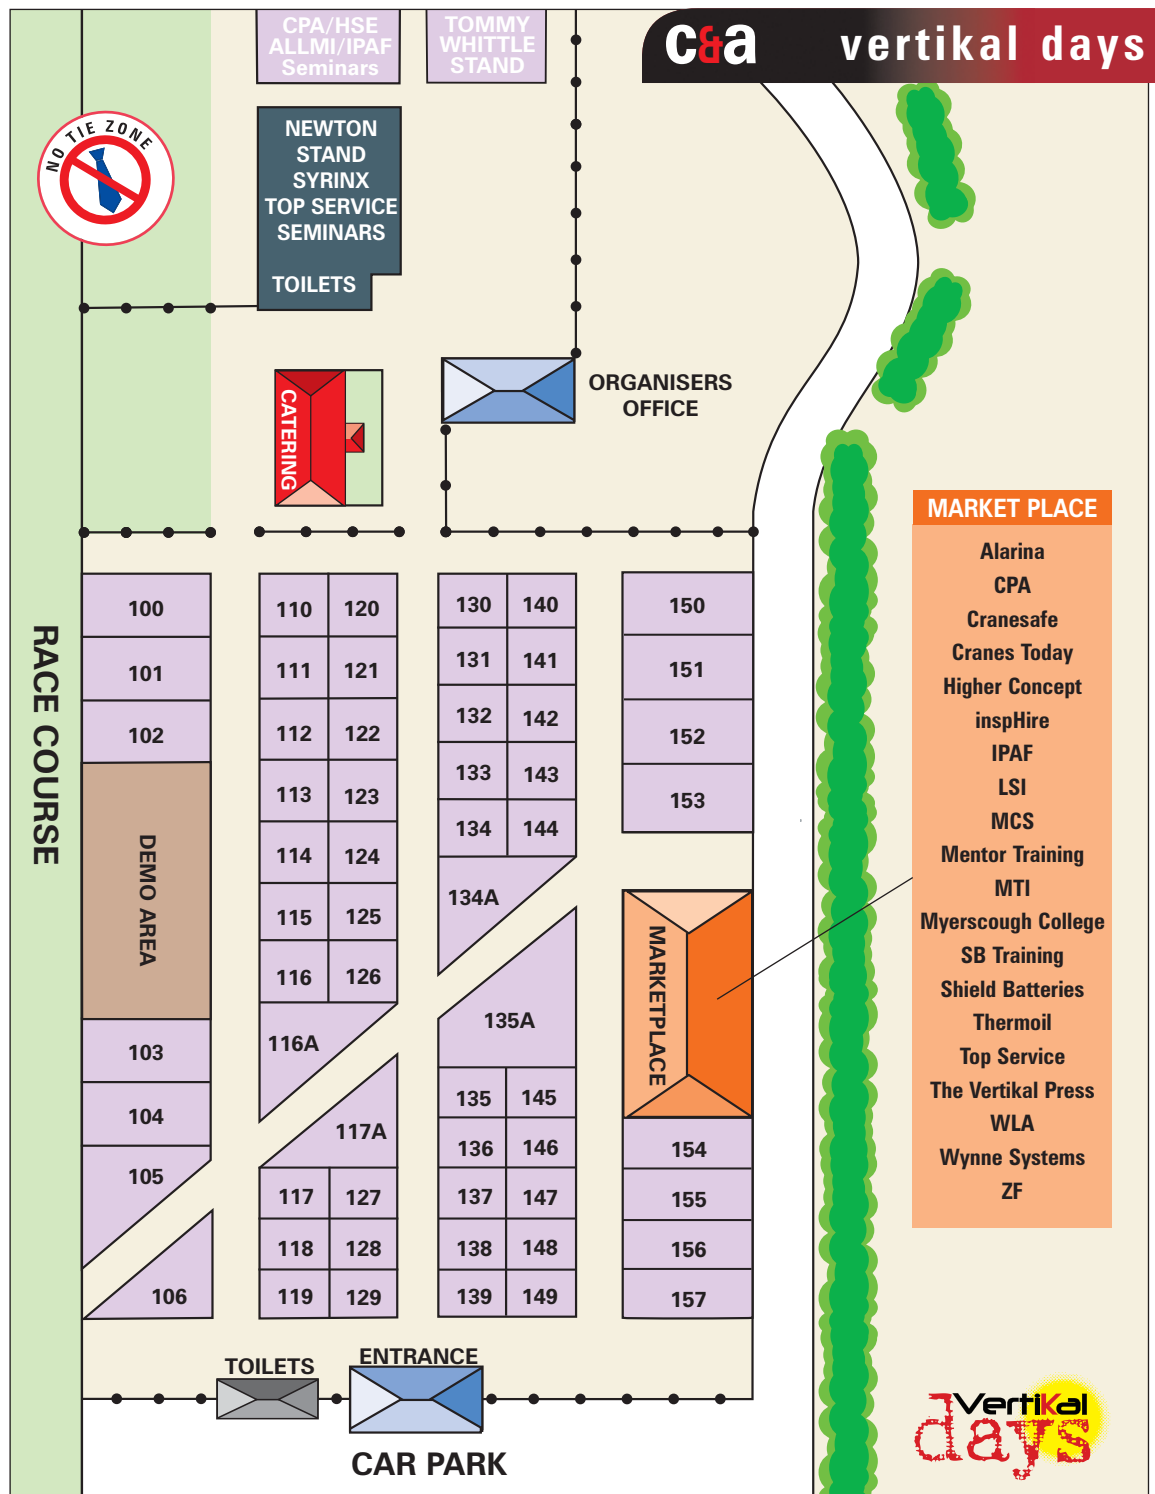 CPA/HSE
ALLMI/IPAF
Seminars
TOMMY
WHITTLE
STAND
c&a
vertikal days
NO TIE ZONE
NEWTON
STAND
SYRINX
TOP SERVICE
SEMINARS
TOILETS
CATERING
ORGANISERS
OFFICE
RACE COURSE
100
101
102
DEMO AREA
103
104
105
106
110 120
111 121
112 122
113 123
114 124
115 125
116 126
116A
117A
117 127
118 128
119 129
130 140
131 141
132 142
133 143
134 144
134A
135A
135 145
136 146
137 147
138 148
139 149
150
151
152
153
MARKETPLACE
154
155
156
157
MARKET PLACE
Alarina
CPA
Cranesafe
Cranes Today
Higher Concept
inspHire
IPAF
LSI
MCS
Mentor Training
MTI
Myerscough College
SB Training
Shield Batteries
Thermoil
Top Service
The Vertikal Press
WLA
Wynne Systems
ZF
TOILETS
ENTRANCE
CAR PARK
VertiKal
days